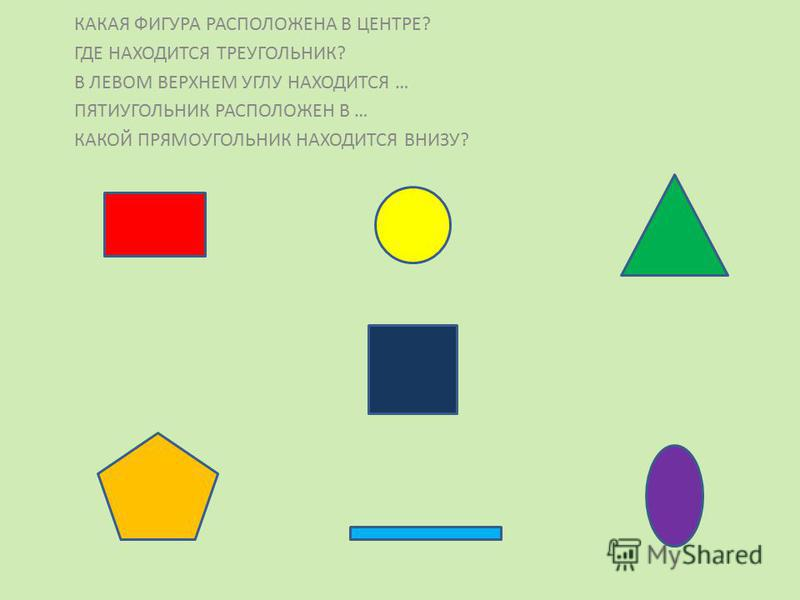 КАКАЯ ФИГУРА РАСПОЛОЖЕНА В ЦЕНТРЕ?
ГДЕ НАХОДИТСЯ ТРЕУГОЛЬНИК?
В ЛЕВОМ ВЕРХНЕМ УГЛУ НАХОДИТСЯ …
ПЯТИУГОЛЬНИК РАСПОЛОЖЕН В …
КАКОЙ ПРЯМОУГОЛЬНИК НАХОДИТСЯ ВНИЗУ?
MyShared